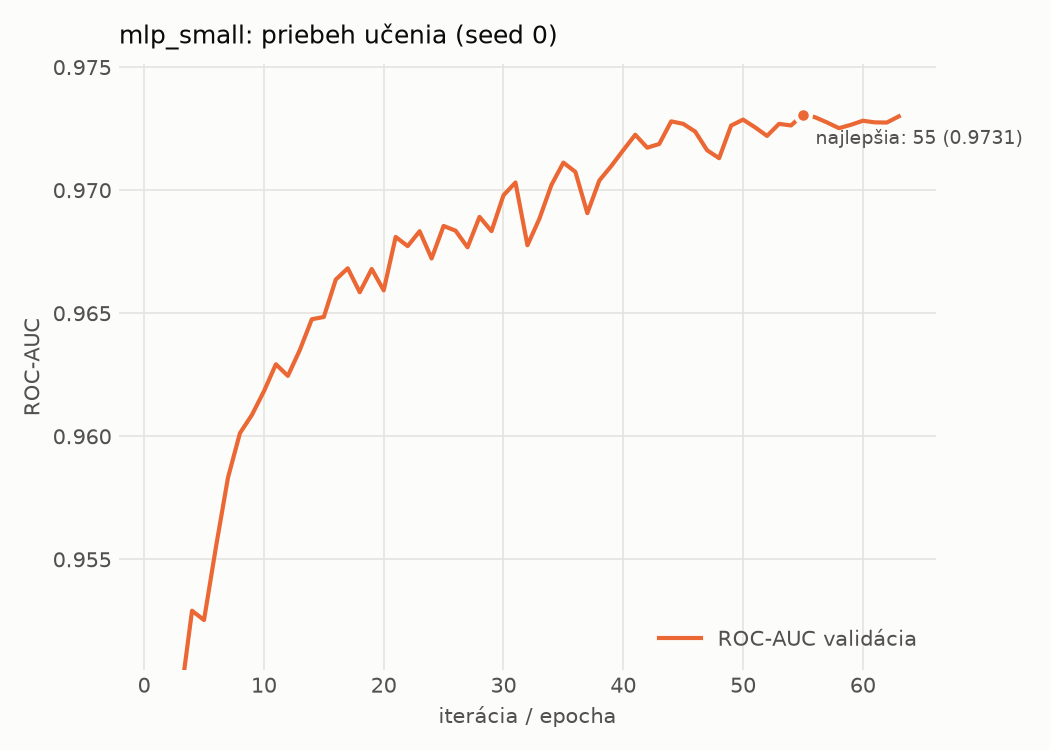 mlp_small: priebeh učenia (seed 0)
0.975
0.970
0.965
0.960
0.955
ROC-AUC
najlepšia: 55 (0.9731)
ROC-AUC validácia
0 10 20 30 40 50 60
iterácia / epocha